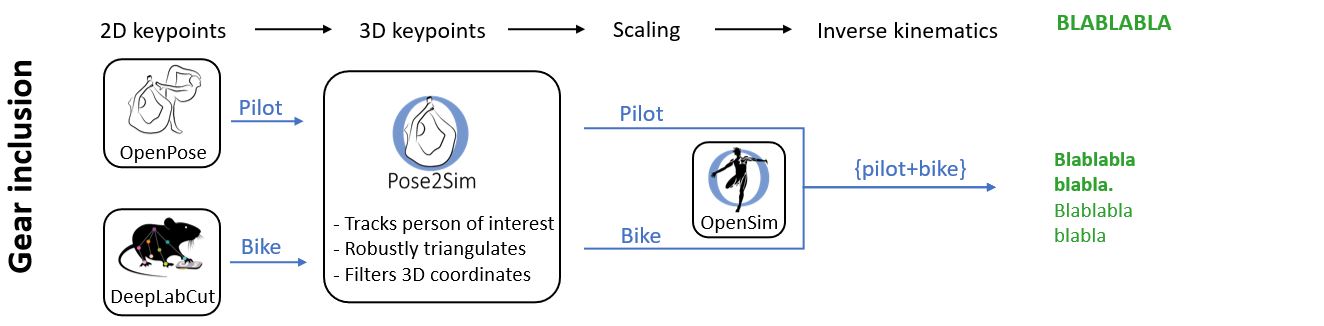 2D keypoints
3D keypoints
Scaling
Inverse kinematics
BLABLABLA
Gear inclusion
OpenPose
Pilot
DeepLabCut
Bike
Pose2Sim
- Tracks person of interest
- Robustly triangulates
- Filters 3D coordinates
Pilot
OpenSim
Bike
{pilot+bike}
Blablabla
blabla.
Blablabla
blabla